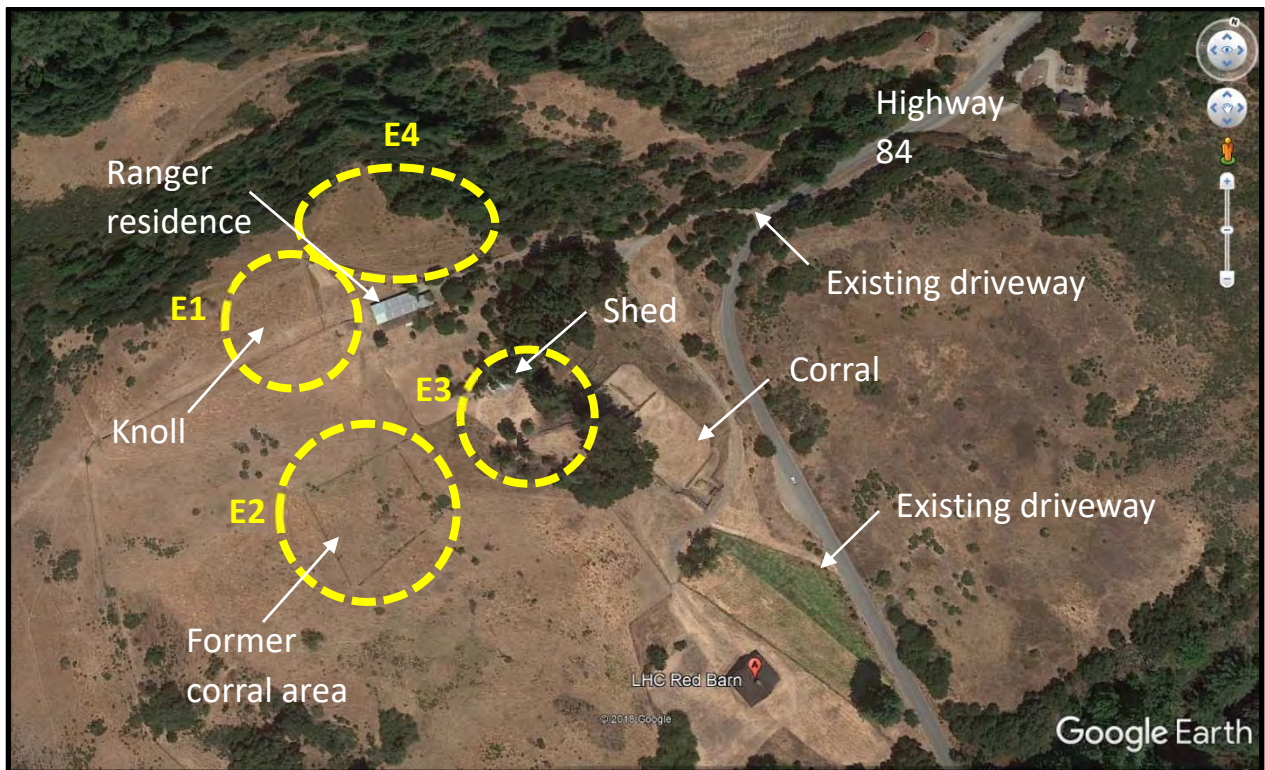 N
Highway
84
E4
Ranger
residence
Existing driveway
E1
Shed
Corral
E3
Knoll
Existing driveway
E2
Former
corral area
LHC Red Barn
A
© 2018 Google
Google Earth